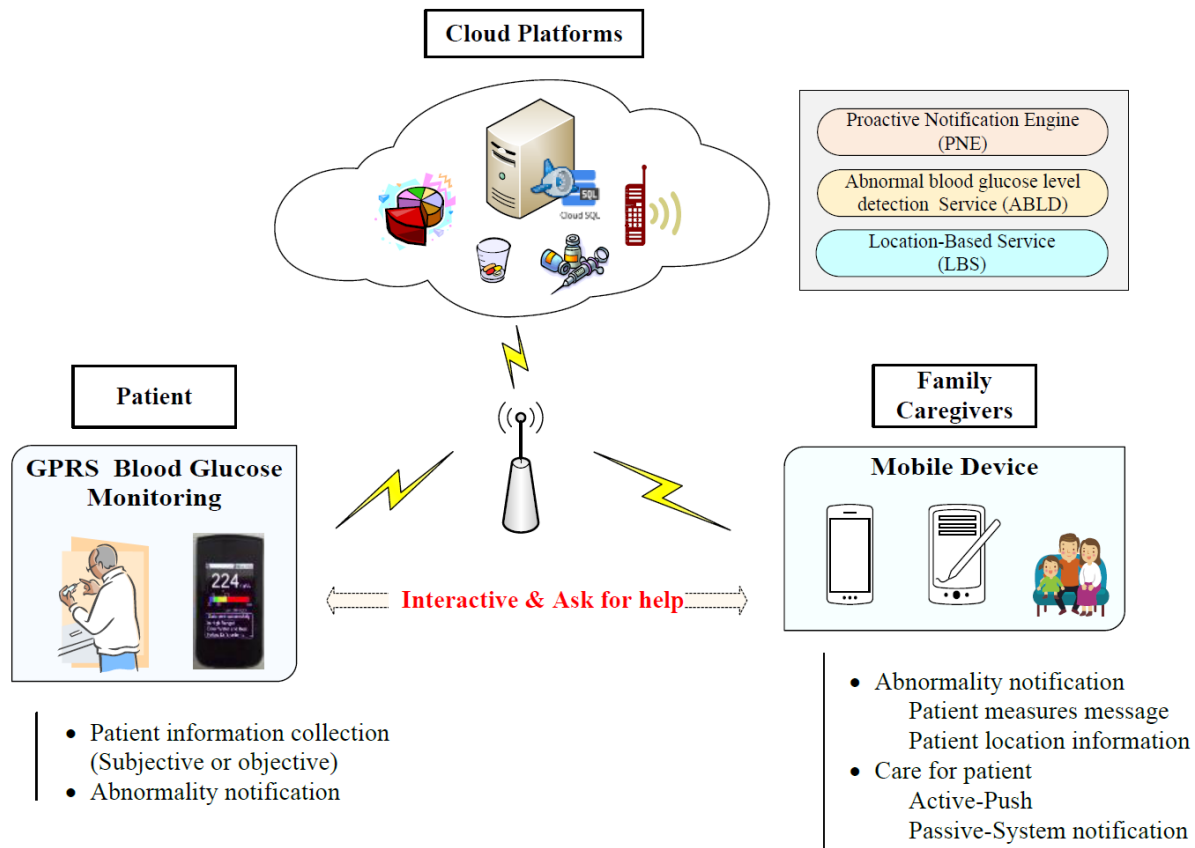 Cloud Platforms
SQL
Cloud SQL
Proactive Notification Engine
(PNE)
Abnormal blood glucose level
detection Service (ABLD)
Location-Based Service
(LBS)
Patient
GPRS Blood Glucose
Monitoring
224
Family
Caregivers
Mobile Device
Interactive & Ask for help
• Patient information collection
(Subjective or objective)
• Abnormality notification
• Abnormality notification
Patient measures message
Patient location information
• Care for patient
Active-Push
Passive-System notification